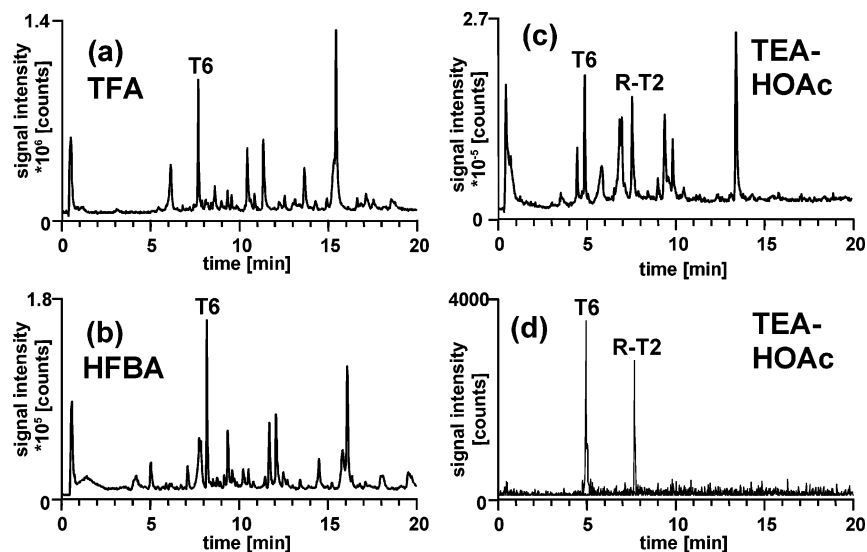 1.4
(a)
TFA
T6
signal intensity
*10⁶ [counts]
0
0 5 10 15 20
time [min]
2.7
(c)
TEA-
HOAc
T6
R-T2
signal intensity
*10⁻⁵ [counts]
0
0 5 10 15 20
time [min]
1.8
(b)
HFBA
T6
signal intensity
*10⁵ [counts]
0
0 5 10 15 20
time [min]
4000
(d)
TEA-
HOAc
T6
R-T2
signal intensity
[counts]
0
0 5 10 15 20
time [min]